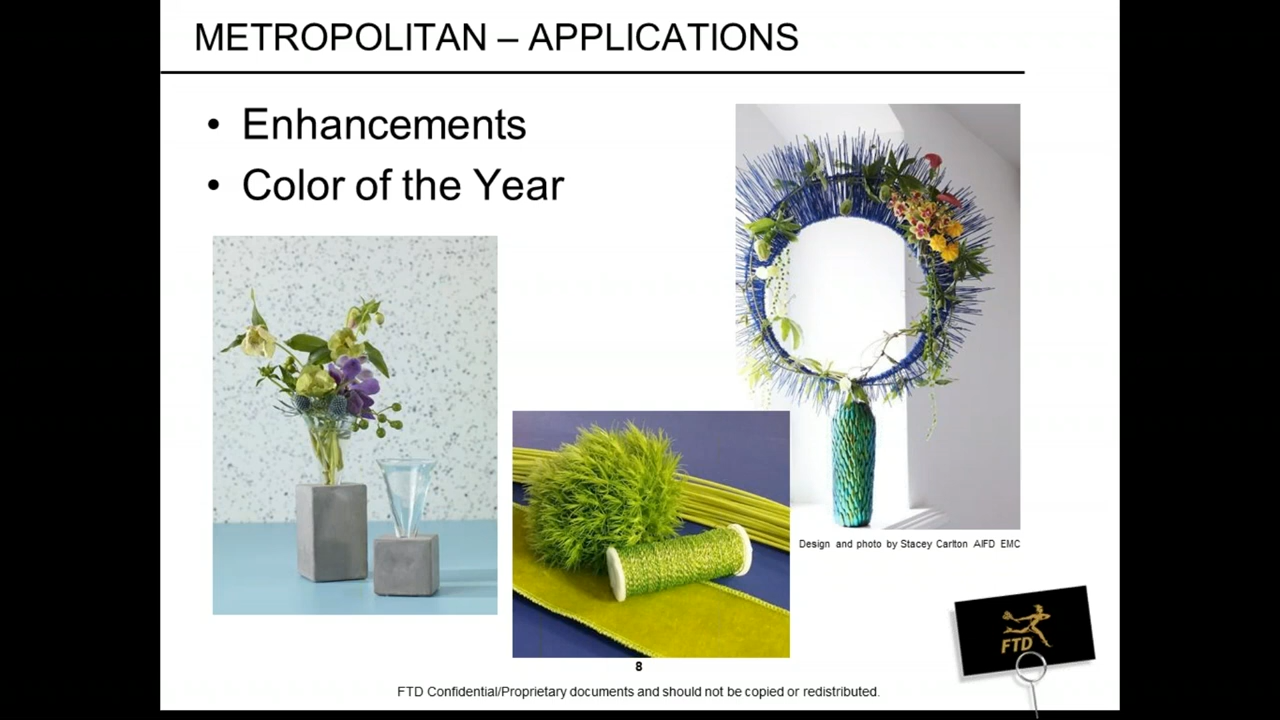 METROPOLITAN – APPLICATIONS
• Enhancements
• Color of the Year
Design and photo by Stacey Carlton AIFD EMC
FTD
8
FTD Confidential/Proprietary documents and should not be copied or redistributed.